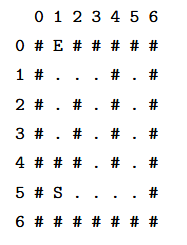 0 1 2 3 4 5 6
0 # E # # # # #
1 # . . . # . #
2 # . # . # . #
3 # . # . # . #
4 # # # . # . #
5 # S . . . . #
6 # # # # # # #